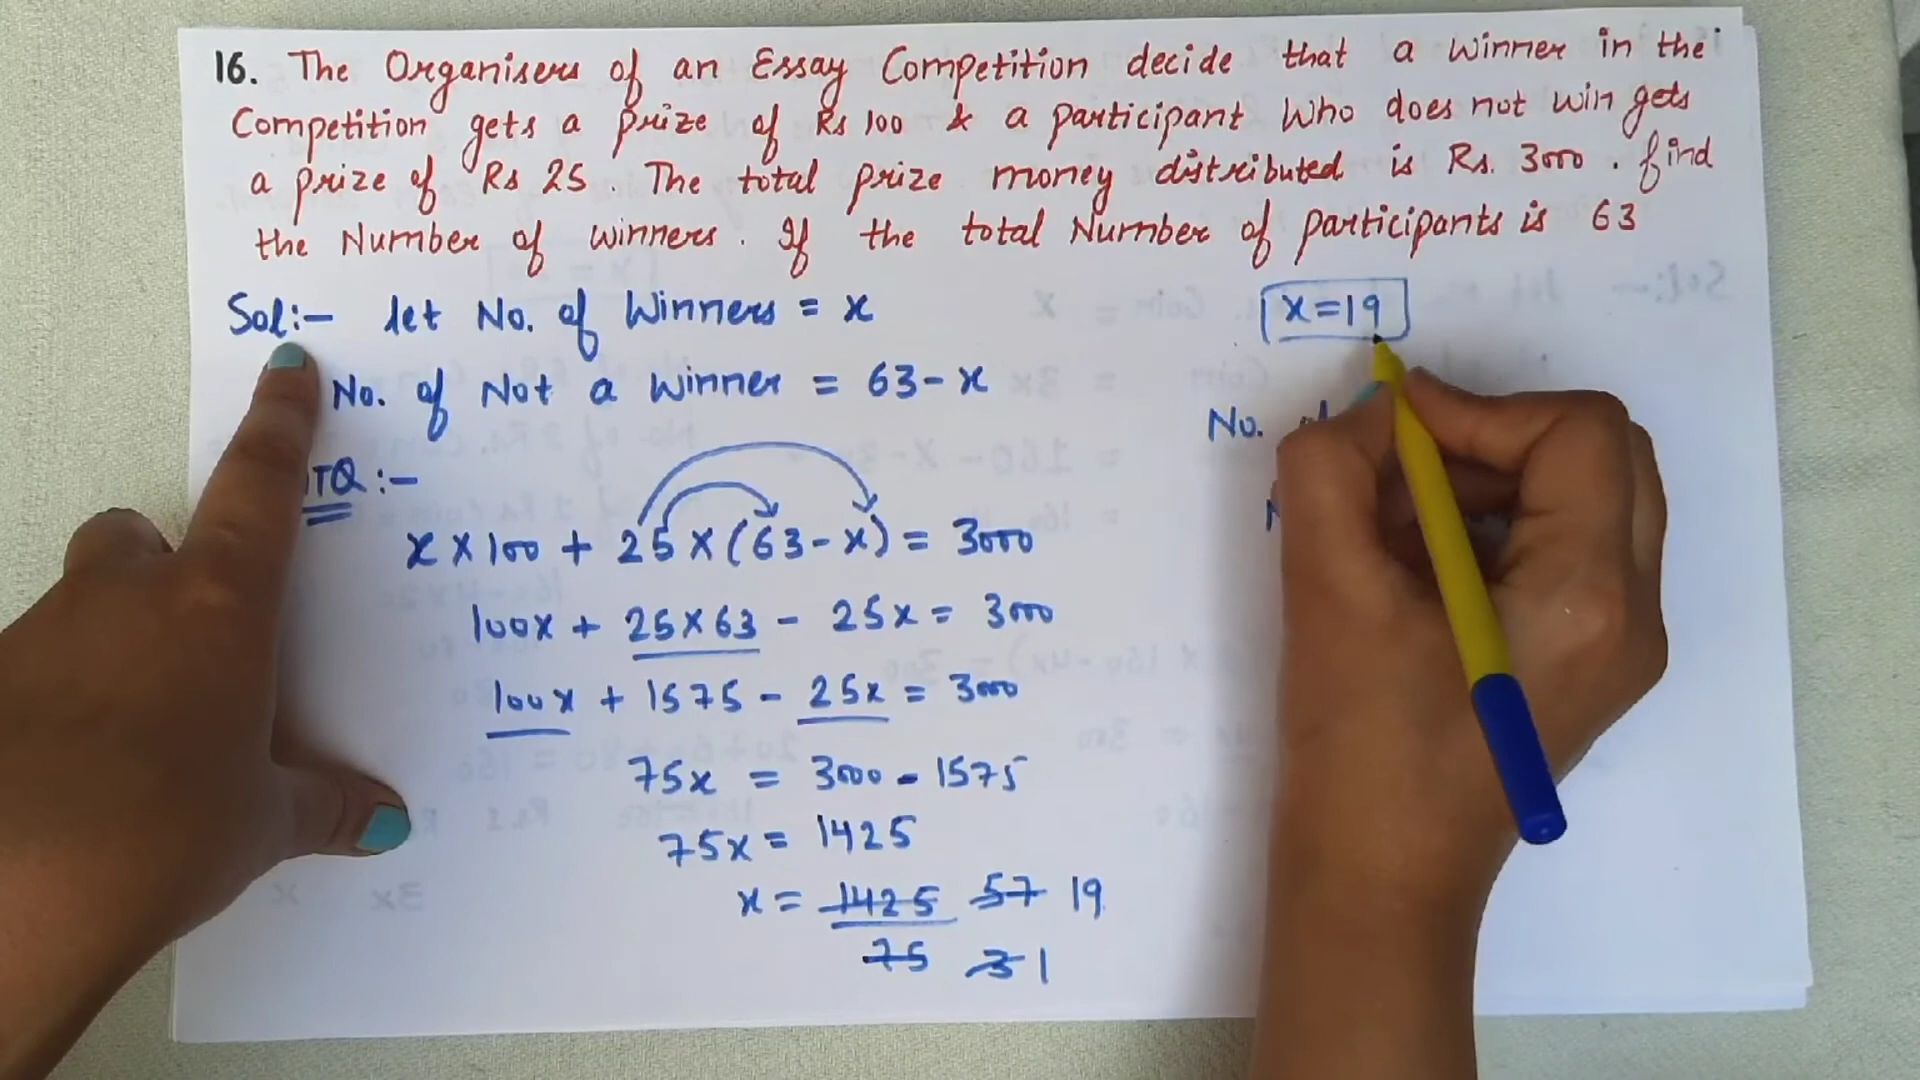 16. The Organisers of an Essay Competition decide that a winner in the
Competition gets a prize of Rs 100 & a participant Who does not win gets
a prize of Rs 25. The total prize money distributed is Rs. 3000. find
the Number of winners. If the total Number of participants is 63
Sol:- let No. of Winners = x
No. of Not a winner = 63-x
TQ:-
x × 100 + 25 × (63-x) = 3000
100x + 25×63 - 25x = 3000
100x + 1575 - 25x = 3000
75x = 3000 - 1575
75x = 1425
x = 1425 57 19
75 3 1
x=19
No. of